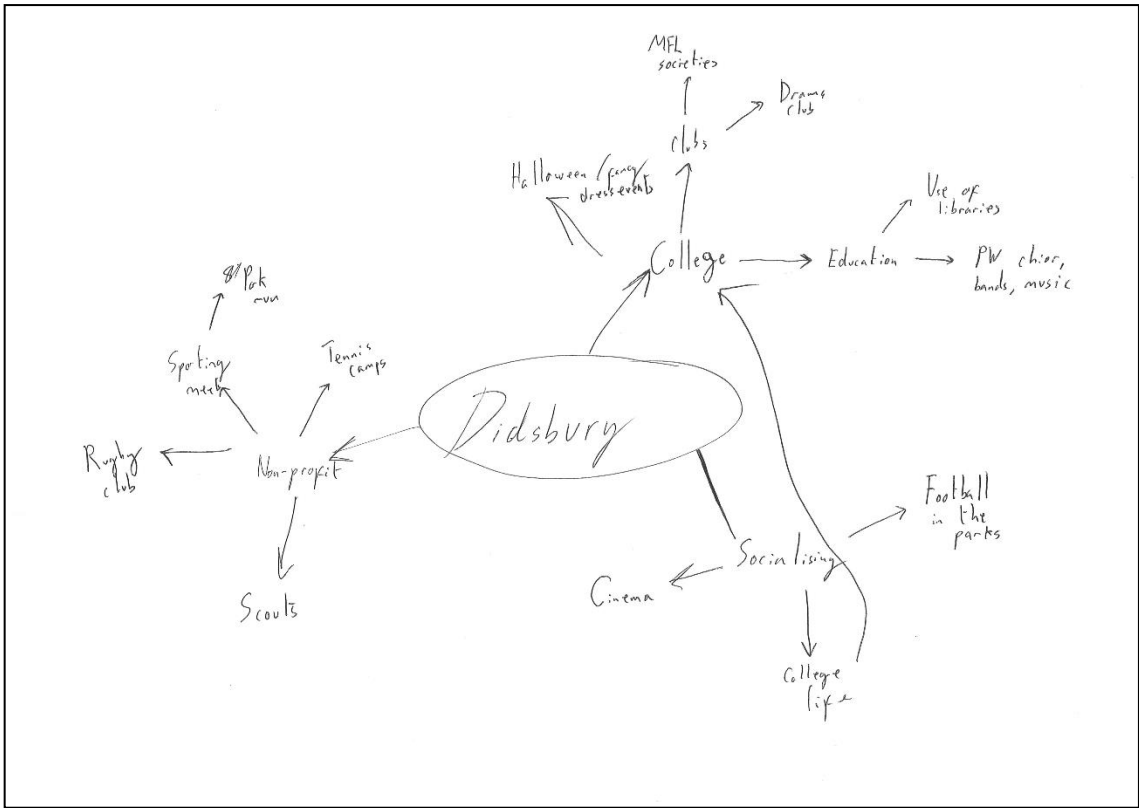 MFL
societies
Drama
club
clubs
Halloween / fancy
dress events
Use of
libraries
College
Education
PW chior,
bands, music
Park
run
Sporting
meets
Tennis
camps
Didsbury
Rugby
club
Non-profit
Football
in the
parks
Socialising
Cinema
Scouts
College
life